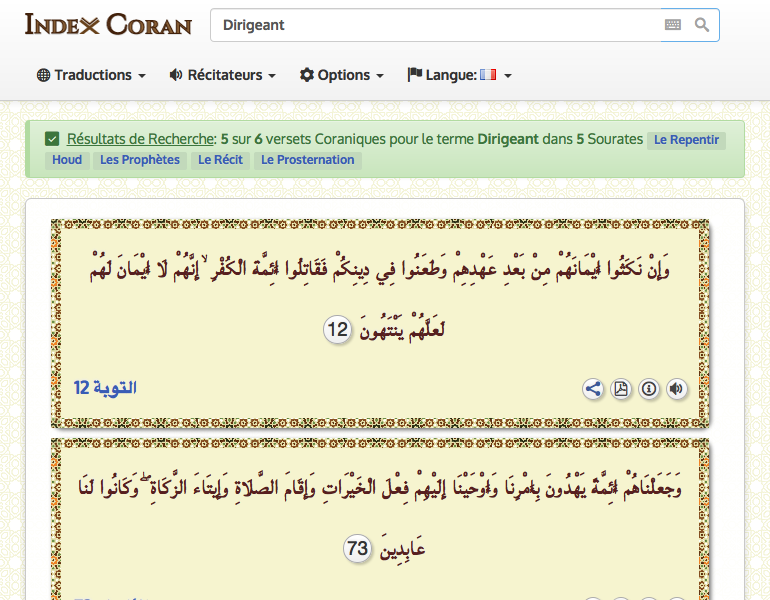 INDEX CORAN
Dirigeant
Traductions
Récitateurs
Options
Langue:
Résultats de Recherche: 5 sur 6 versets Coraniques pour le terme Dirigeant dans 5 Sourates Le Repentir
Houd Les Prophètes Le Récit Le Prosternation
وَإِنْ نَكَثُوا أَيْمَانَهُمْ مِنْ بَعْدِ عَهْدِهِمْ وَطَعَنُوا فِي دِينِكُمْ فَقَاتِلُوا أَئِمَّةَ الْكُفْرِ ۙ إِنَّهُمْ لَا أَيْمَانَ لَهُمْ
لَعَلَّهُمْ يَنْتَهُونَ 12
التوبة 12
وَجَعَلْنَاهُمْ أَئِمَّةً يَهْدُونَ بِأَمْرِنَا وَأَوْحَيْنَا إِلَيْهِمْ فِعْلَ الْخَيْرَاتِ وَإِقَامَ الصَّلَاةِ وَإِيتَاءَ الزَّكَاةِ ۖ وَكَانُوا لَنَا
عَابِدِينَ 73